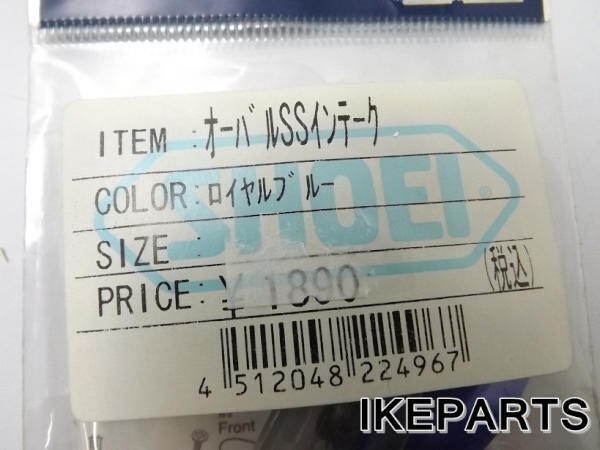 ITEM :オーバルSSインテーク
COLOR:ロイヤルブルー
SHOEI
SIZE :
PRICE:¥ 1890 (税込)
4 512048 224967
Front
IKEPARTS